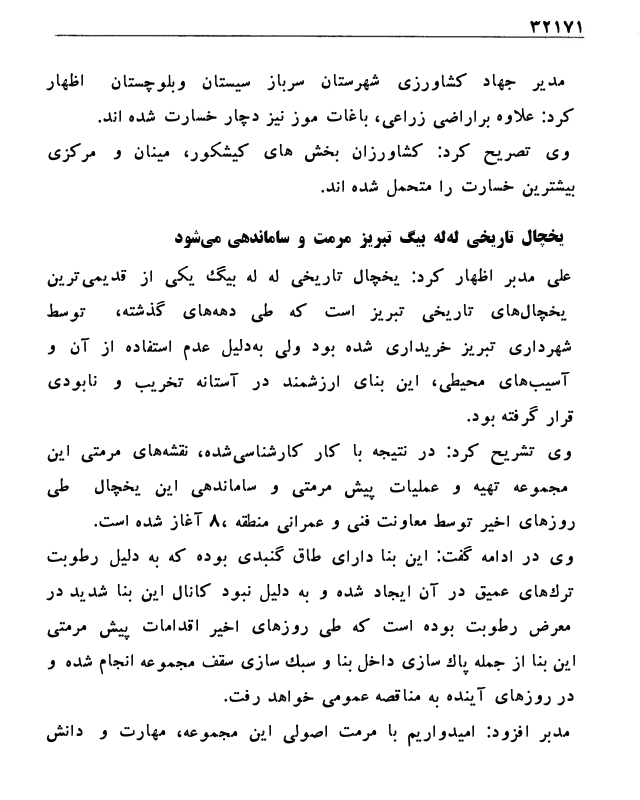 ۳۲۱۷۱
مدیر جهاد کشاورزی شهرستان سرباز سیستان وبلوچستان اظهار
کرد: علاوه براراضی زراعی، باغات موز نیز دچار خسارت شده اند.
وی تصریح کرد: کشاورزان بخش های کیشکور، مینان و مرکزی
بیشترین خسارت را متحمل شده اند.
یخچال تاریخی له‌له بیگ تبریز مرمت و ساماندهی می‌شود
علی مدبر اظهار کرد: یخچال تاریخی له له بیگ یکی از قدیمی‌ترین
یخچال‌های تاریخی تبریز است که طی دهه‌های گذشته، توسط
شهرداری تبریز خریداری شده بود ولی به‌دلیل عدم استفاده از آن و
آسیب‌های محیطی، این بنای ارزشمند در آستانه تخریب و نابودی
قرار گرفته بود.
وی تشریح کرد: در نتیجه با کار کارشناسی‌شده، نقشه‌های مرمتی این
مجموعه تهیه و عملیات پیش مرمتی و ساماندهی این یخچال طی
روزهای اخیر توسط معاونت فنی و عمرانی منطقه ۸، آغاز شده است.
وی در ادامه گفت: این بنا دارای طاق گنبدی بوده که به دلیل رطوبت
ترک‌های عمیق در آن ایجاد شده و به دلیل نبود کانال این بنا شدید در
معرض رطوبت بوده است که طی روزهای اخیر اقدامات پیش مرمتی
این بنا از جمله پاک سازی داخل بنا و سبک سازی سقف مجموعه انجام شده و
در روزهای آینده به مناقصه عمومی خواهد رفت.
مدبر افزود: امیدواریم با مرمت اصولی این مجموعه، مهارت و دانش